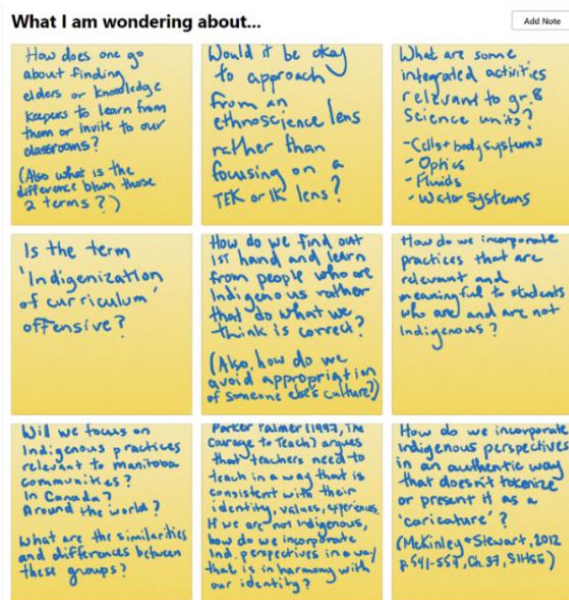 What I am wondering about...
Add Note
How does one go
about finding
elders or knowledge
keepers to learn from
them or invite to our
classrooms?
(Also what is the
difference btwn those
2 terms?)
Would it be okay
to approach
from an
ethnoscience lens
rather than
focusing on a
TEK or IK lens?
What are some
integrated activities
relevant to gr.8
Science units?
- Cells + body systems
- Optics
- Fluids
- Water systems
Is the term
'Indigenization
of curriculum'
offensive?
How do we find out
1st hand and learn
from people who are
Indigenous rather
that do what we
think is correct?
(Also, how do we
avoid appropriation
of someone else's culture?)
How do we incorporate
practices that are
relevant and
meaningful to students
who are and are not
Indigenous?
Will we focus on
Indigenous practices
relevant to manitoba
communities?
In Canada?
Around the world?
What are the similarities
and differences between
these groups?
Parker Palmer (1997, The
Courage to Teach) argues
that teachers need to
teach in a way that is
consistent with their
identity, values, experiences.
If we are not indigenous,
how do we incorporate
Ind. perspectives in a way
that is in harmony with
our identity?
How do we incorporate
indigenous perspectives
in an authentic way
that doesn't tokenize
or present it as a
'caricature'?
(McKinley + Stewart, 2012
p.541-557, Ch.37,